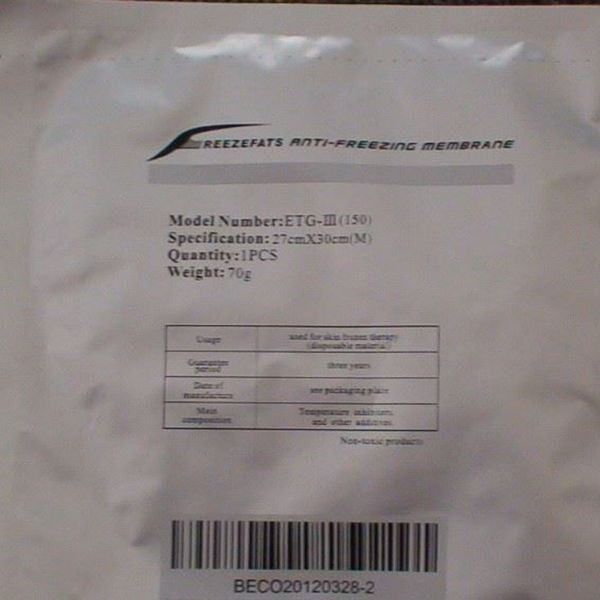 FREEZEFATS ANTI-FREEZING MEMBRANE
Model Number:ETG-Ⅲ(150)
Specification: 27cmX30cm(M)
Quantity:1PCS
Weight: 70g
Usage
used for skin frozen therapy
(disposable material)
Guarantee
period
three years
Date of
manufacture
see packaging place
Main
composition
Temperature inhibitors,
and other additives.
Non-toxic products
BECO20120328-2